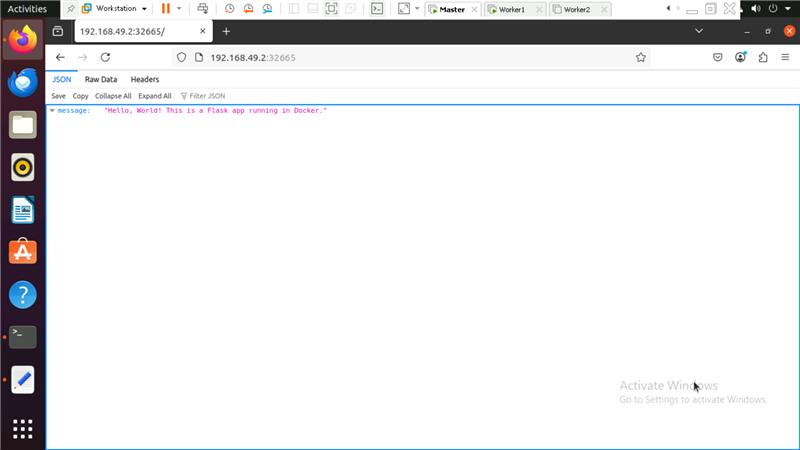 Activities
Workstation
Master
Worker1
Worker2
192.168.49.2:32665/
192.168.49.2:32665
JSON Raw Data Headers
Save Copy Collapse All Expand All Filter JSON
message: "Hello, World! This is a Flask app running in Docker."
Activate Windows
Go to Settings to activate Windows.